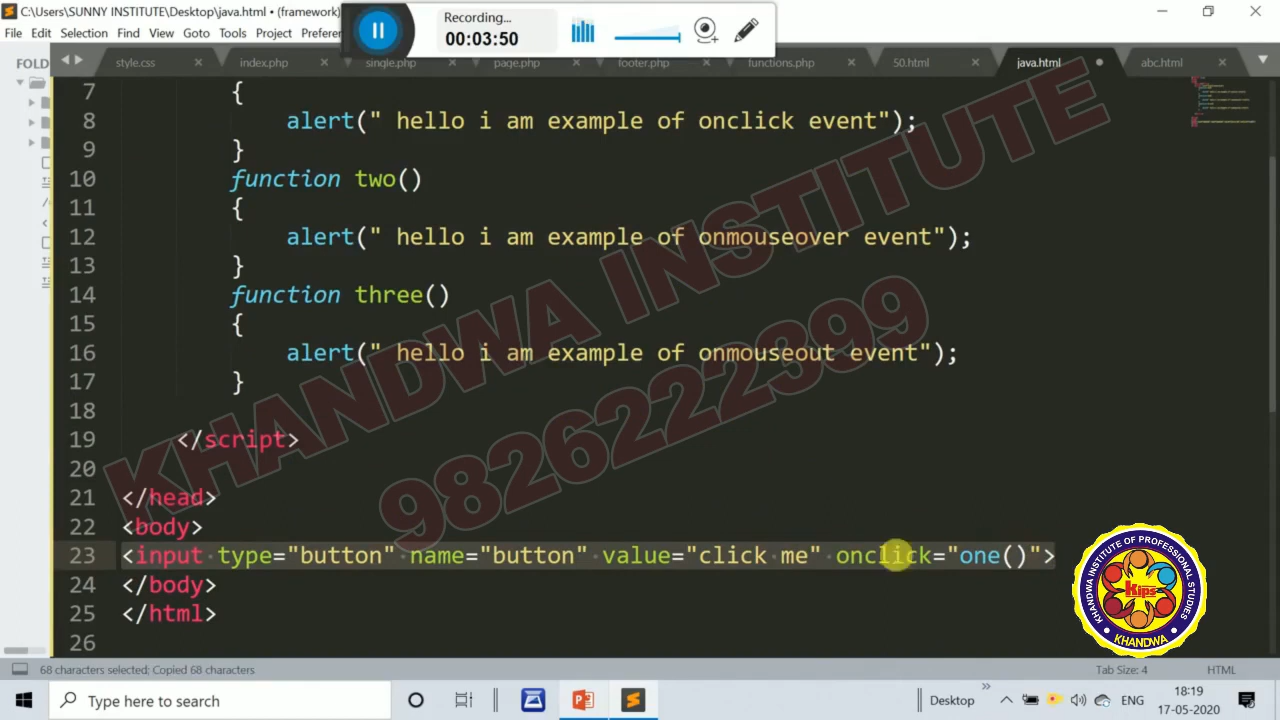 C:\Users\SUNNY INSTITUTE\Desktop\java.html • (framework)
Recording...
00:03:50
File Edit Selection Find View Goto Tools Project Prefere
FOLD
style.css index.php single.php page.php footer.php functions.php 50.html java.html abc.html
7 {
8 alert(" hello i am example of onclick event");
9 }
10 function two()
11 {
12 alert(" hello i am example of onmouseover event");
13 }
14 function three()
15 {
16 alert(" hello i am example of onmouseout event");
17 }
18
19 </script>
20
21 </head>
22 <body>
23 <input type="button" name="button" value="click me" onclick="one()">
24 </body>
25 </html>
26
KHANDWA INSTITUTE
9826222399
KHANDWA INSTITUTE OF PROFESSIONAL STUDIES
Kips
KHANDWA
68 characters selected; Copied 68 characters Tab Size: 4 HTML
Type here to search
Desktop » ENG 18:19
17-05-2020